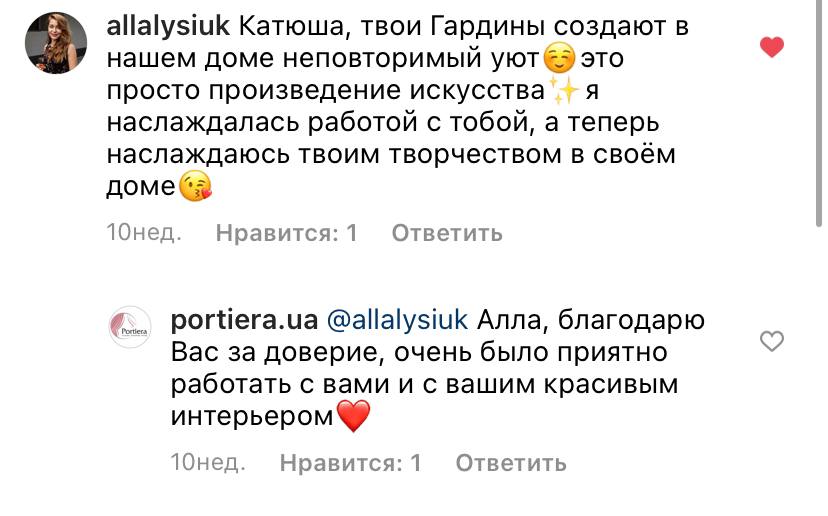 allalysiuk Катюша, твои Гардины создают в
нашем доме неповторимый уют☺️это
просто произведение искусства✨я
наслаждалась работой с тобой, а теперь
наслаждаюсь твоим творчеством в своём
доме😘
10нед. Нравится: 1 Ответить
Portiera
portiera.ua @allalysiuk Алла, благодарю
Вас за доверие, очень было приятно
работать с вами и с вашим красивым
интерьером❤️
10нед. Нравится: 1 Ответить